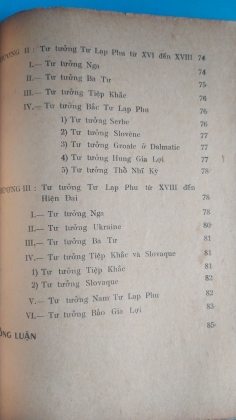 ƯƠNG II : Tư tưởng Tư Lạp Phu từ XVI đến XVIII 74
I.— Tư tưởng Nga 74
II.— Tư tưởng Ba Tư 75
III.— Tư tưởng Tiệp Khắc 76
IV.— Tư tưởng Bắc Tư Lạp Phu 76
1) Tư tưởng Serbe 76
2) Tư tưởng Slovène 77
3) Tư tưởng Croate ở Dalmatie 77
4) Tư tưởng Hung Gia Lợi 77
5) Tư tưởng Thổ Nhĩ Kỳ 78
ƯƠNG III : Tư tưởng Tư Lạp Phu từ XVIII đến
Hiện Đại 78
I.— Tư tưởng Nga 78
II.— Tư tưởng Ukraine 80
III.— Tư tưởng Ba Tư 81
IV.— Tư tưởng Tiệp Khắc và Slovaque 81
1) Tư tưởng Tiệp Khắc 81
2) Tư tưởng Slovaque 82
V.— Tư tưởng Nam Tư Lạp Phu 82
VI.— Tư tưởng Bảo Gia Lợi 83
ỔNG LUẬN 85